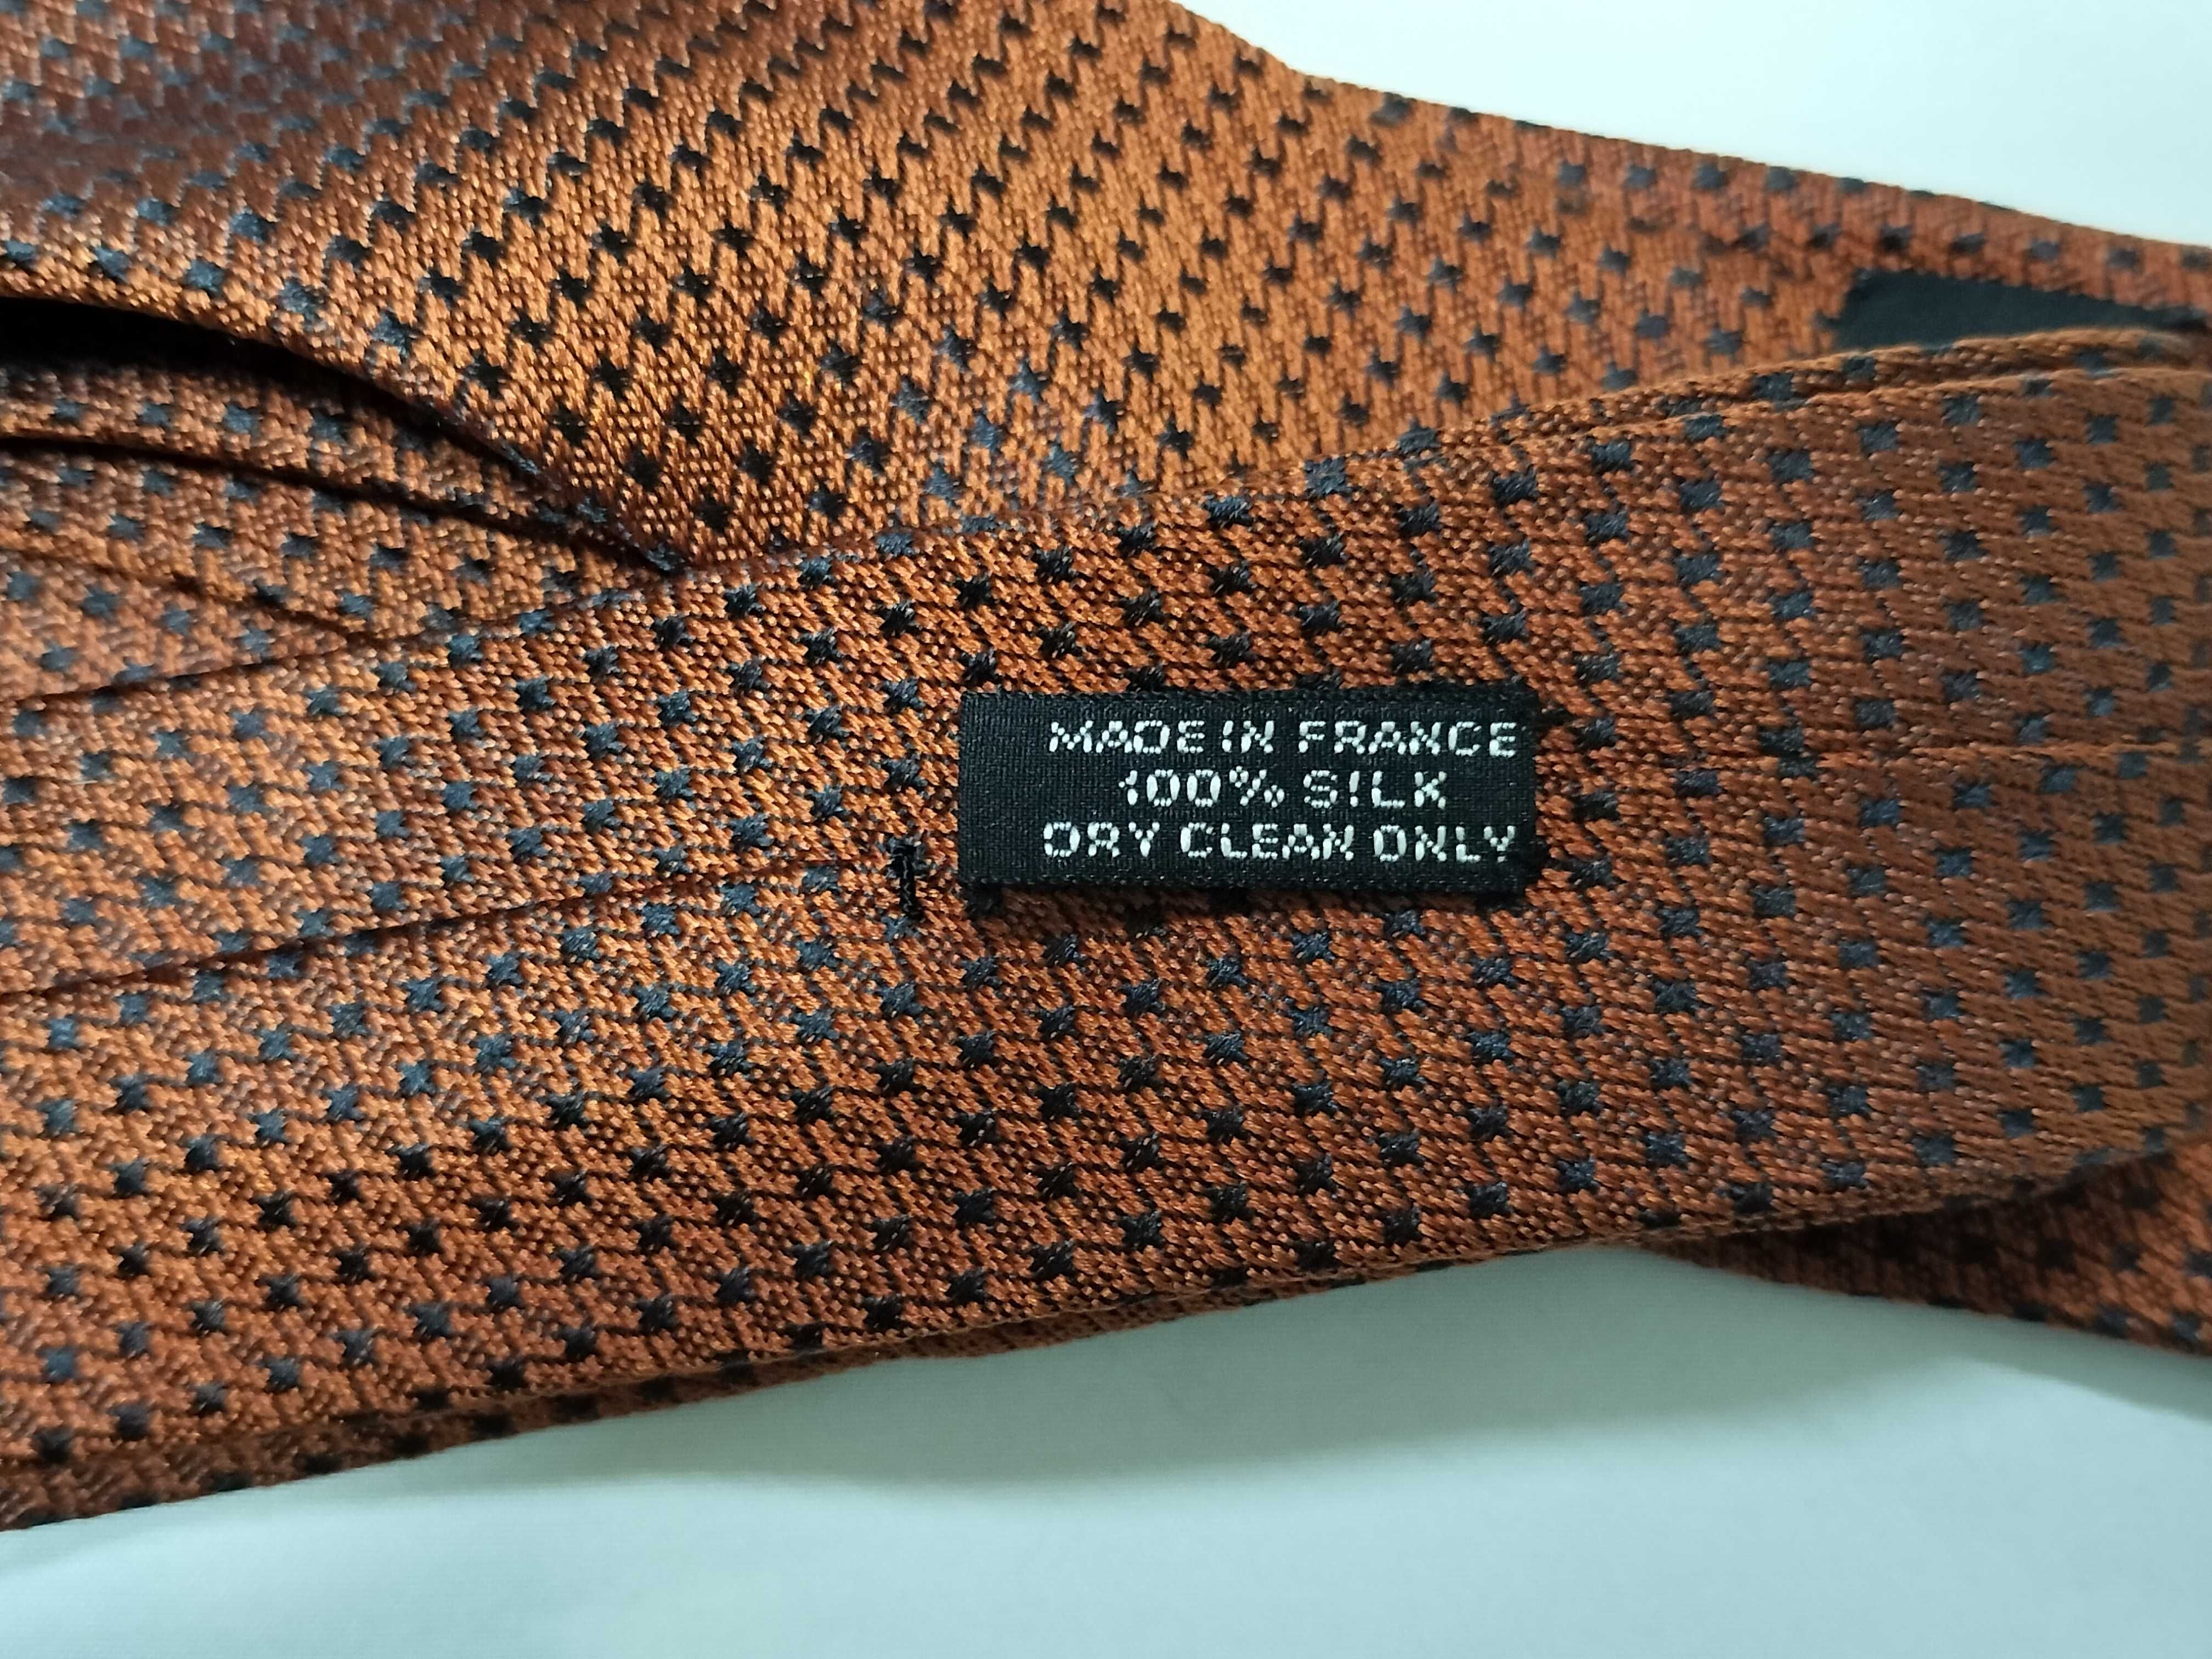 MADE IN FRANCE
100% SILK
DRY CLEAN ONLY